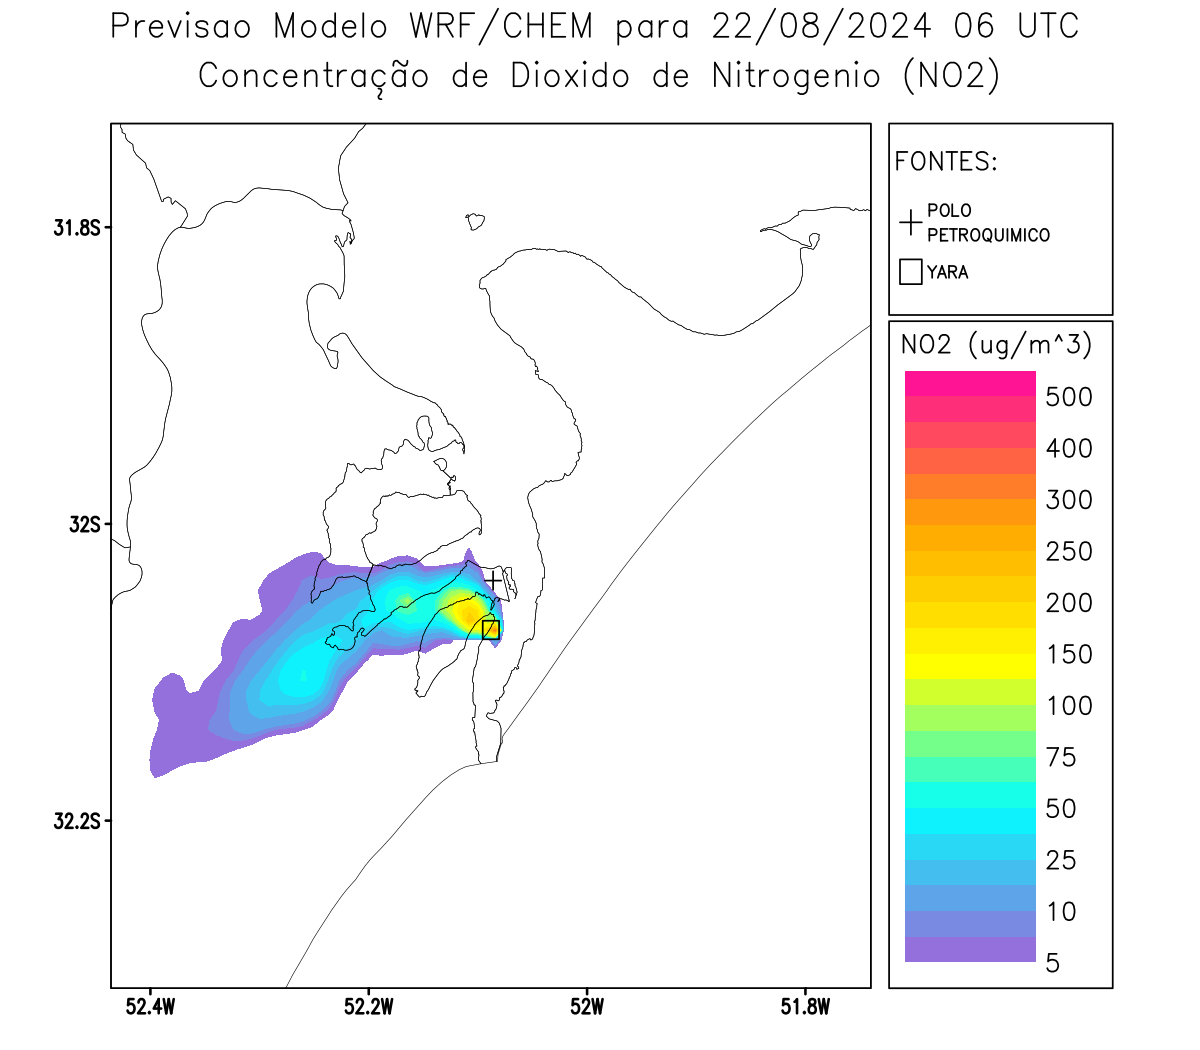 Previsao Modelo WRF/CHEM para 22/08/2024 06 UTC
Concentração de Dioxido de Nitrogenio (NO2)
FONTES:
POLO
PETROQUIMICO
YARA
NO2 (ug/m^3)
500
400
300
250
200
150
100
75
50
25
10
5
31.8S
32S
32.2S
52.4W
52.2W
52W
51.8W